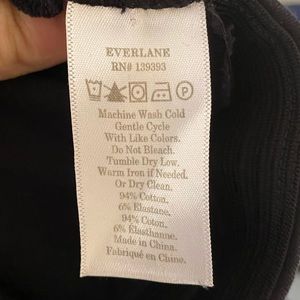 EVERLANE
RN# 139393
P
Machine Wash Cold
Gentle Cycle
With Like Colors.
Do Not Bleach.
Tumble Dry Low.
Warm Iron if Needed.
Or Dry Clean.
94% Cotton.
6% Elastane.
94% Coton.
6% Élasthanne.
Made in China.
Fabriqué en Chine.